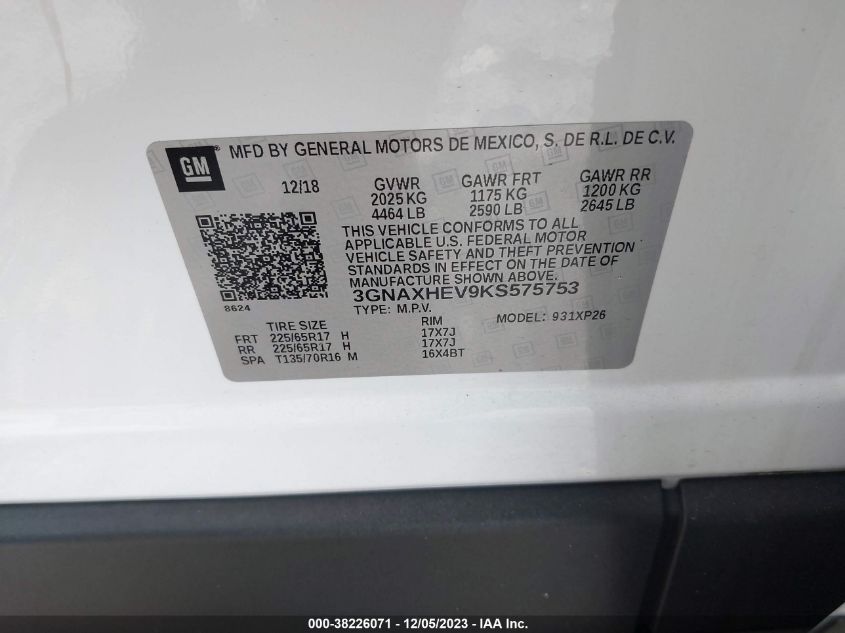 GM® MFD BY GENERAL MOTORS DE MEXICO, S. DE R.L. DE C.V.
12/18 GVWR GAWR FRT GAWR RR
2025 KG 1175 KG 1200 KG
4464 LB 2590 LB 2645 LB
THIS VEHICLE CONFORMS TO ALL
APPLICABLE U.S. FEDERAL MOTOR
VEHICLE SAFETY AND THEFT PREVENTION
STANDARDS IN EFFECT ON THE DATE OF
MANUFACTURE SHOWN ABOVE.
8624
3GNAXHEV9KS575753
TYPE: M.P.V. MODEL: 931XP26
TIRE SIZE RIM
FRT 225/65R17 H 17X7J
RR 225/65R17 H 17X7J
SPA T135/70R16 M 16X4BT
000-38226071 - 12/05/2023 - IAA Inc.